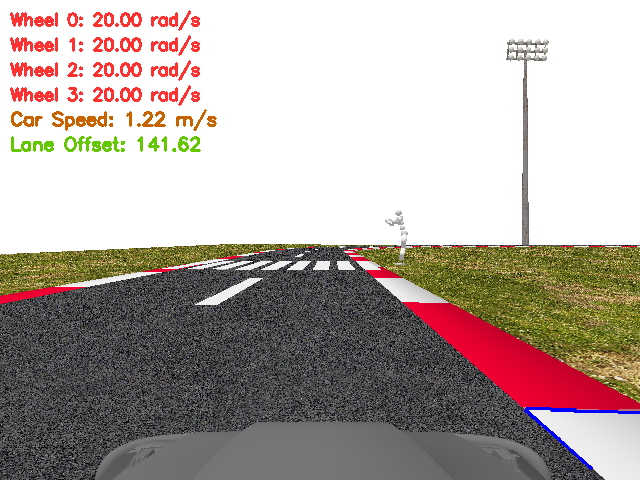 Wheel 0: 20.00 rad/s
Wheel 1: 20.00 rad/s
Wheel 2: 20.00 rad/s
Wheel 3: 20.00 rad/s
Car Speed: 1.22 m/s
Lane Offset: 141.62